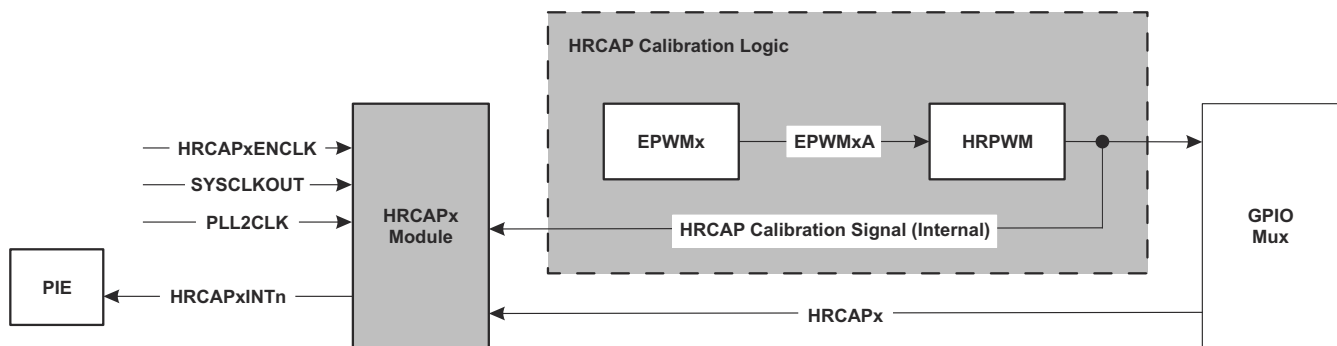 HRCAP Calibration Logic
EPWMx
EPWMxA
HRPWM
HRCAPxENCLK
SYSCLKOUT
PLL2CLK
HRCAPx
Module
HRCAP Calibration Signal (Internal)
GPIO
Mux
PIE
HRCAPxINTn
HRCAPx